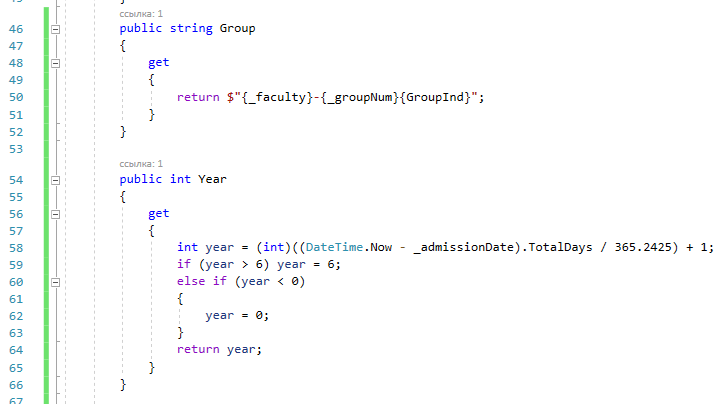 45 }
ссылка: 1
46 public string Group
47 {
48 get
49 {
50 return $"{_faculty}-{_groupNum}{GroupInd}";
51 }
52 }
53
ссылка: 1
54 public int Year
55 {
56 get
57 {
58 int year = (int)((DateTime.Now - _admissionDate).TotalDays / 365.2425) + 1;
59 if (year > 6) year = 6;
60 else if (year < 0)
61 {
62 year = 0;
63 }
64 return year;
65 }
66 }
67